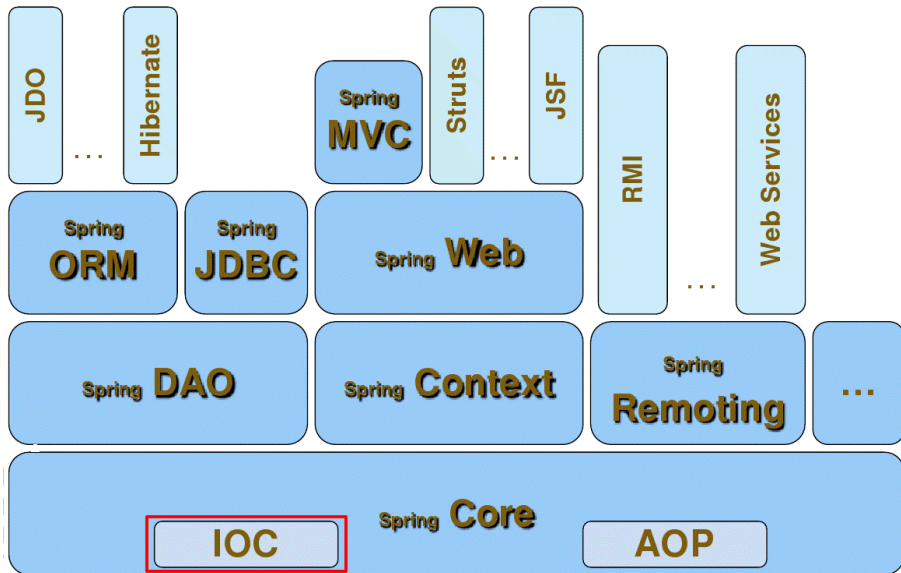 JDO
...
Hibernate
Spring
MVC
Struts
...
JSF
RMI
...
Web Services
Spring
ORM
Spring
JDBC
Spring Web
Spring DAO
Spring Context
Spring
Remoting
...
Spring Core
IOC
AOP